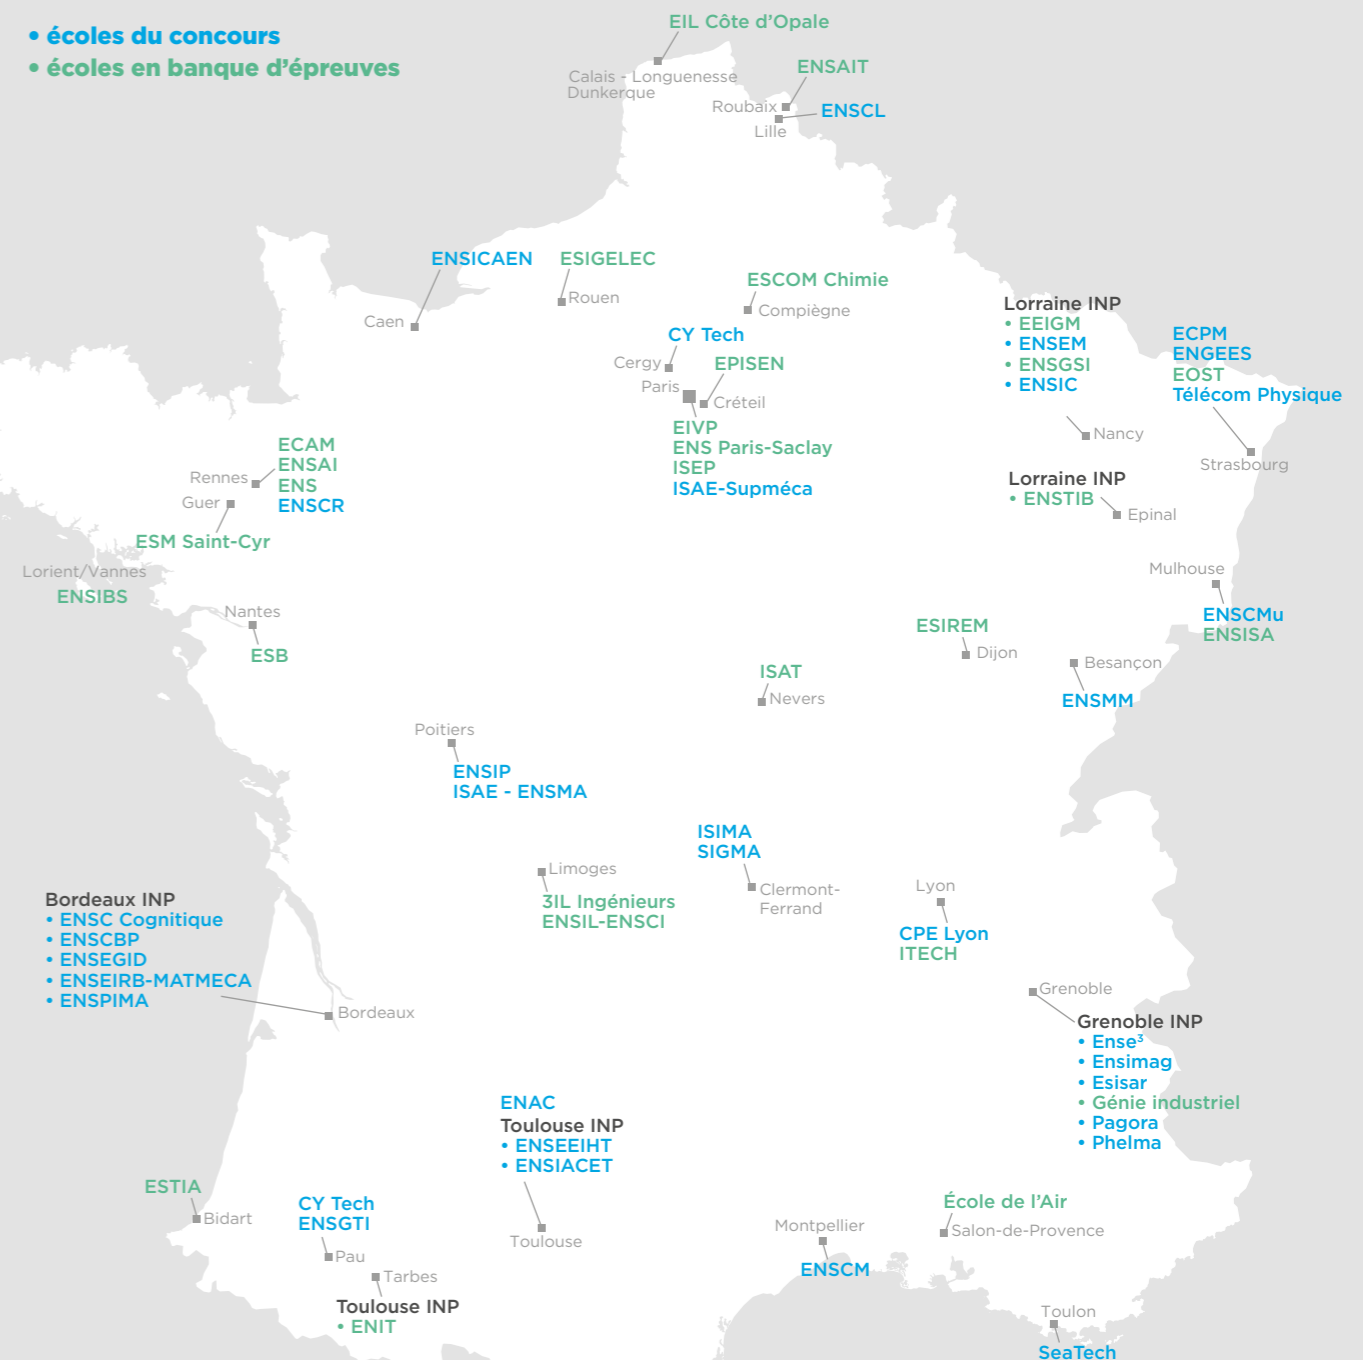 • écoles du concours
• écoles en banque d'épreuves
EIL Côte d'Opale
Calais - Longuenesse
Dunkerque
ENSAIT
Roubaix
ENSCL
Lille
ENSICAEN
Caen
ESIGELEC
Rouen
ESCOM Chimie
Compiègne
CY Tech
Cergy
EPISEN
Paris
Créteil
EIVP
ENS Paris-Saclay
ISEP
ISAE-Supméca
Lorraine INP
• EEIGM
• ENSEM
• ENSGSI
• ENSIC
Nancy
ECPM
ENGEES
EOST
Télécom Physique
Strasbourg
Lorraine INP
• ENSTIB
Epinal
ECAM
ENSAI
ENS
ENSCR
Rennes
Guer
ESM Saint-Cyr
Lorient/Vannes
ENSIBS
Nantes
ESB
Mulhouse
ENSCMu
ENSISA
ESIREM
Dijon
Besançon
ENSMM
ISAT
Nevers
Poitiers
ENSIP
ISAE - ENSMA
ISIMA
SIGMA
Clermont-
Ferrand
Limoges
3IL Ingénieurs
ENSIL-ENSCI
Lyon
CPE Lyon
ITECH
Bordeaux INP
• ENSC Cognitique
• ENSCBP
• ENSEGID
• ENSEIRB-MATMECA
• ENSPIMA
Bordeaux
Grenoble
Grenoble INP
• Ense³
• Ensimag
• Esisar
• Génie industriel
• Pagora
• Phelma
ENAC
Toulouse INP
• ENSEEIHT
• ENSIACET
Toulouse
ESTIA
Bidart
CY Tech
ENSGTI
Pau
Tarbes
Toulouse INP
• ENIT
École de l'Air
Salon-de-Provence
Montpellier
ENSCM
Toulon
SeaTech